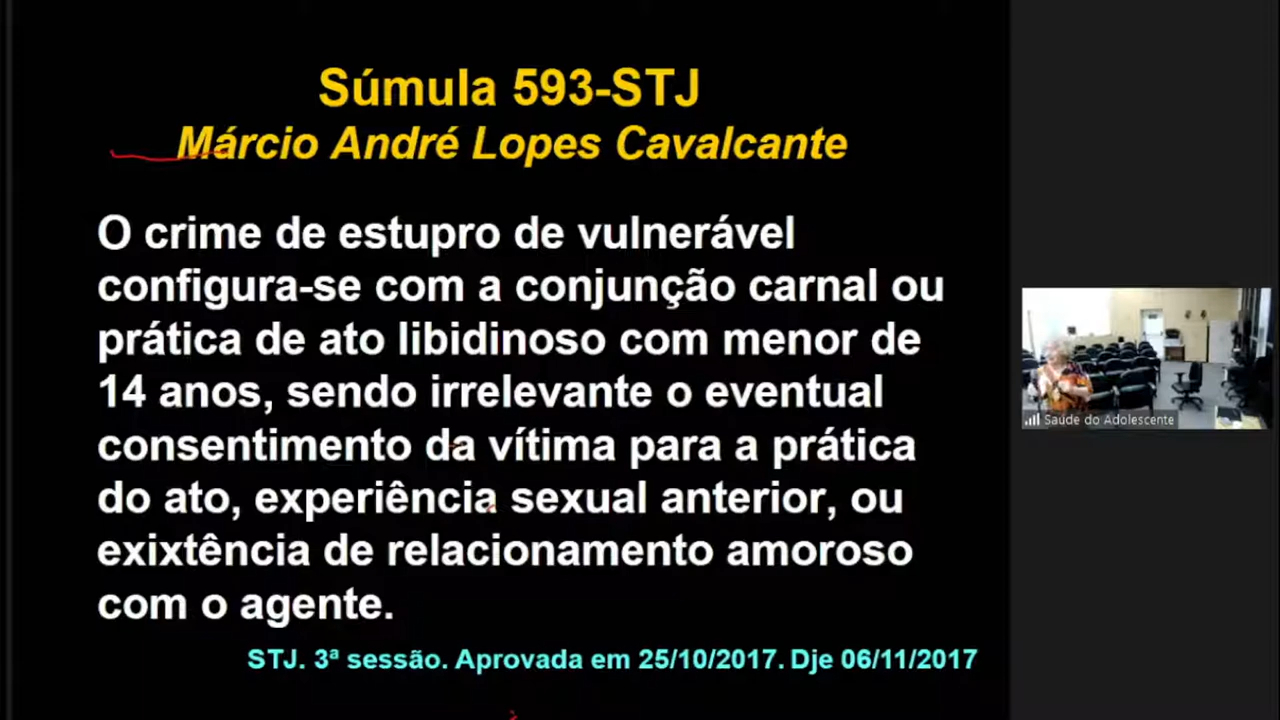 Súmula 593-STJ
Márcio André Lopes Cavalcante
O crime de estupro de vulnerável
configura-se com a conjunção carnal ou
prática de ato libidinoso com menor de
14 anos, sendo irrelevante o eventual
consentimento da vítima para a prática
do ato, experiência sexual anterior, ou
exixtência de relacionamento amoroso
com o agente.
STJ. 3ª sessão. Aprovada em 25/10/2017. Dje 06/11/2017
Saúde do Adolescente